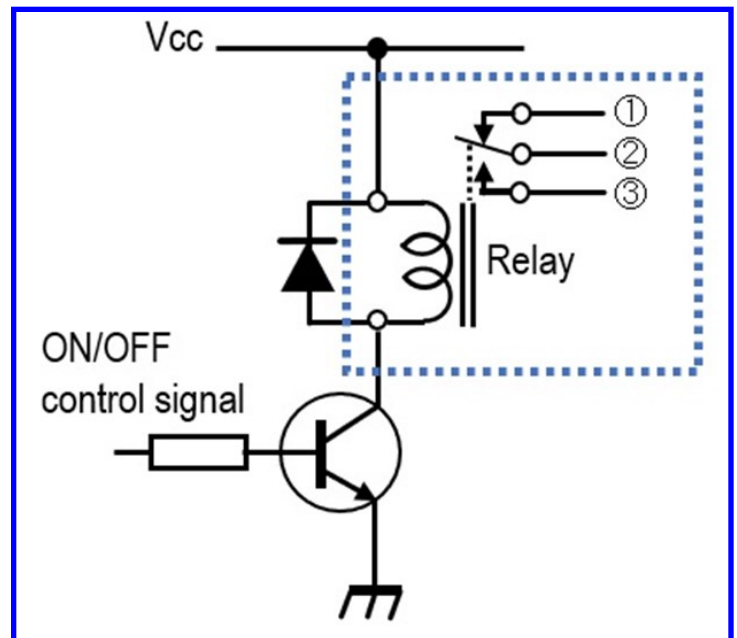 Vcc
①
②
③
Relay
ON/OFF
control signal